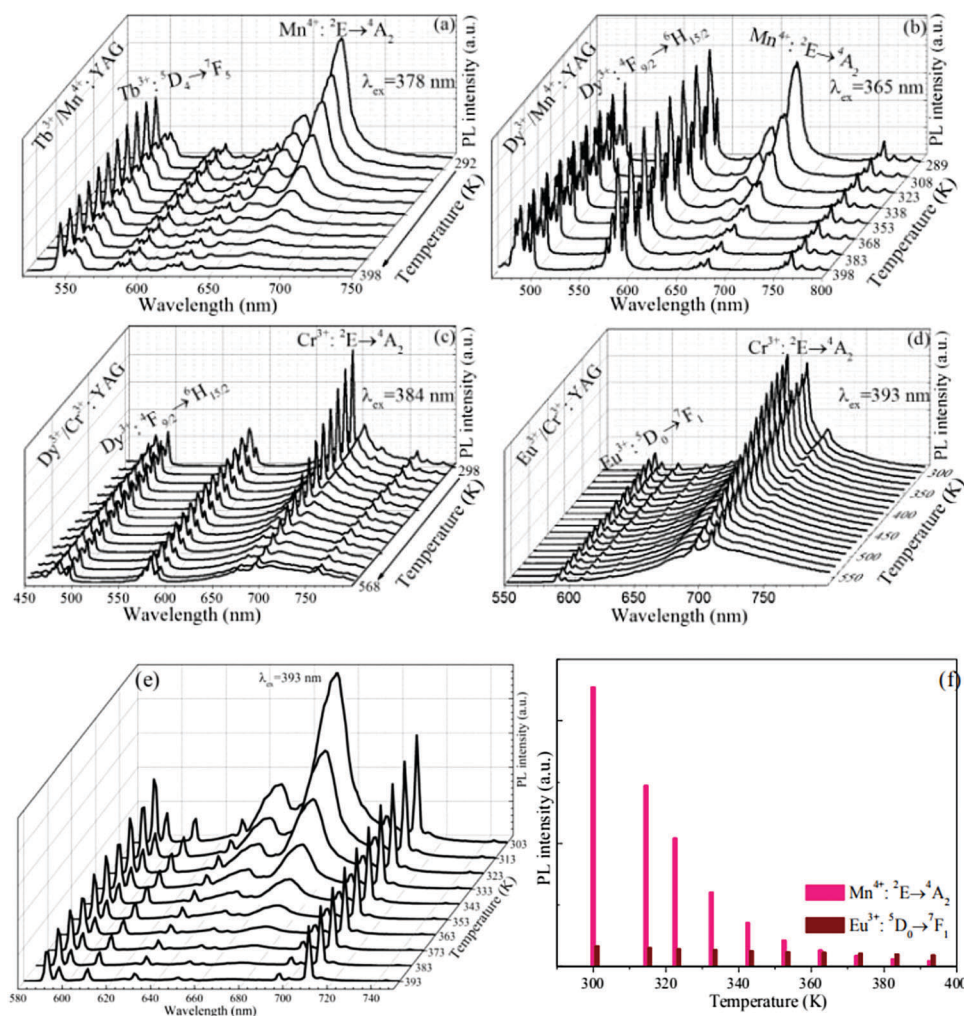 (a)
Tb³⁺/Mn⁴⁺: YAG
Tb³⁺: ⁵D₄→⁷F₅
Mn⁴⁺: ²E→⁴A₂
λex=378 nm
PL intensity (a.u.)
292
398
Temperature (K)
550 600 650 700 750
Wavelength (nm)
(b)
Dy³⁺/Mn⁴⁺: YAG
Dy³⁺: ⁴F9/2→⁶H15/2
Mn⁴⁺: ²E→⁴A₂
λex=365 nm
PL intensity (a.u.)
289
308
323
338
353
368
383
398
Temperature (K)
500 550 600 650 700 750 800
Wavelength (nm)
(c)
Dy³⁺/Cr³⁺: YAG
Dy³⁺: ⁴F9/2→⁶H15/2
Cr³⁺: ²E→⁴A₂
λex=384 nm
PL intensity (a.u.)
298
568
Temperature (K)
450 500 550 600 650 700 750 800
Wavelength (nm)
(d)
Eu³⁺/Cr³⁺: YAG
Eu³⁺: ⁵D₀→⁷F₁
Cr³⁺: ²E→⁴A₂
λex=393 nm
PL intensity (a.u.)
300
350
400
450
500
550
Temperature (K)
550 600 650 700 750
Wavelength (nm)
(e)
λex=393 nm
PL intensity (a.u.)
303
313
323
333
343
353
363
373
383
393
Temperature (K)
580 600 620 640 660 680 700 720 740
Wavelength (nm)
(f)
PL intensity (a.u.)
Mn⁴⁺: ²E→⁴A₂
Eu³⁺: ⁵D₀→⁷F₁
300 320 340 360 380 400
Temperature (K)